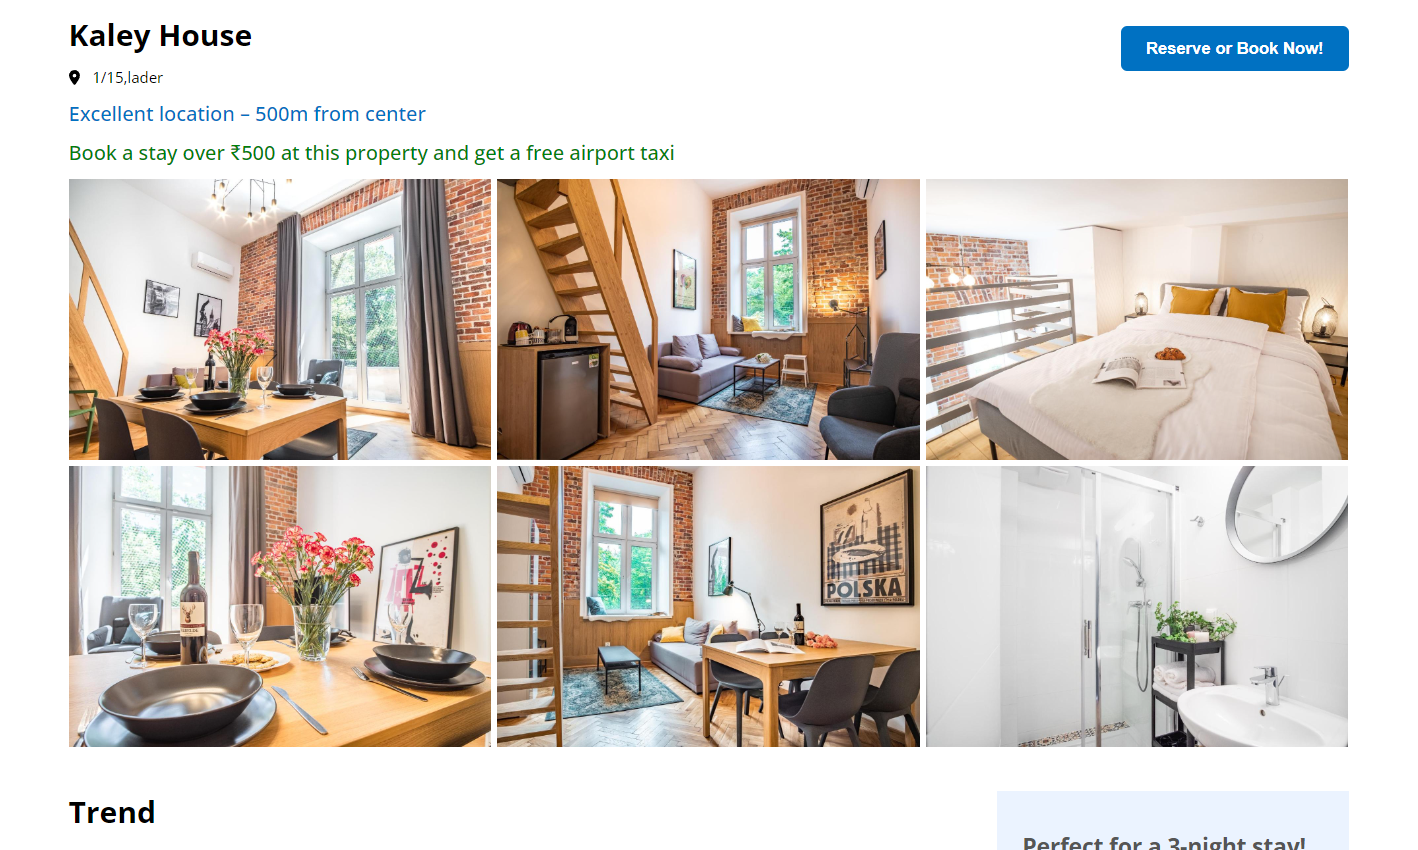 Kaley House
Reserve or Book Now!
1/15,lader
Excellent location – 500m from center
Book a stay over ₹500 at this property and get a free airport taxi
POLSKA
Trend
Perfect for a 3-night stay!